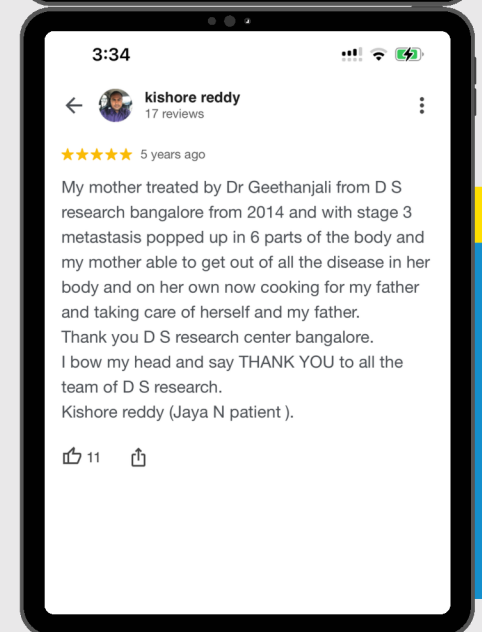 3:34
kishore reddy
17 reviews
5 years ago
My mother treated by Dr Geethanjali from D S
research bangalore from 2014 and with stage 3
metastasis popped up in 6 parts of the body and
my mother able to get out of all the disease in her
body and on her own now cooking for my father
and taking care of herself and my father.
Thank you D S research center bangalore.
I bow my head and say THANK YOU to all the
team of D S research.
Kishore reddy (Jaya N patient ).
11